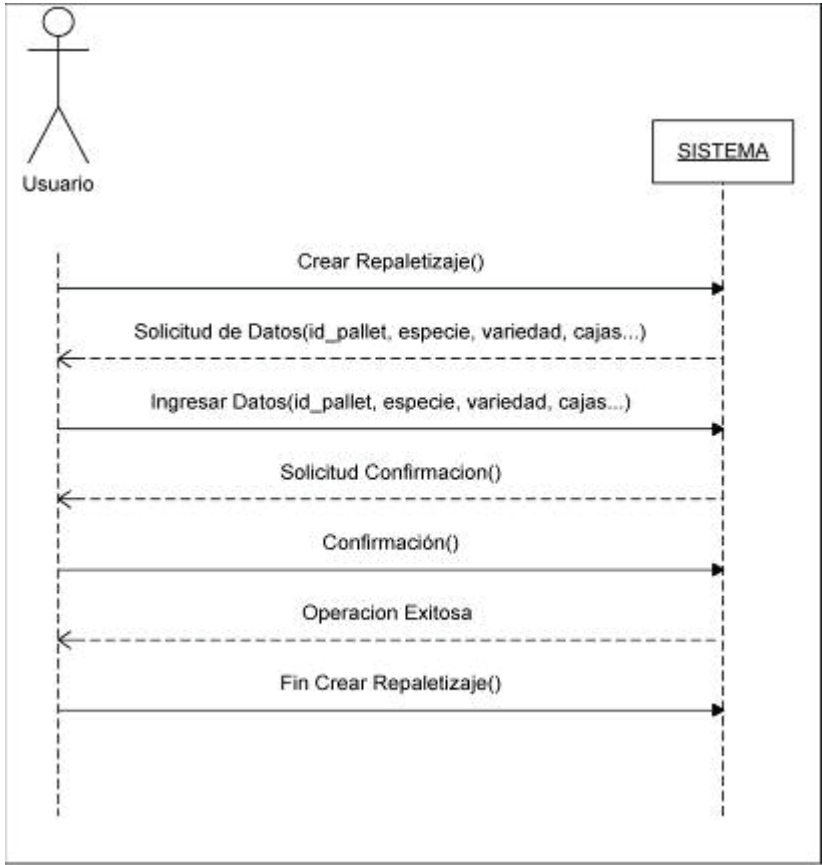 Usuario
SISTEMA
Crear Repaletizaje()
Solicitud de Datos(id_pallet, especie, variedad, cajas...)
Ingresar Datos(id_pallet, especie, variedad, cajas...)
Solicitud Confirmacion()
Confirmación()
Operacion Exitosa
Fin Crear Repaletizaje()